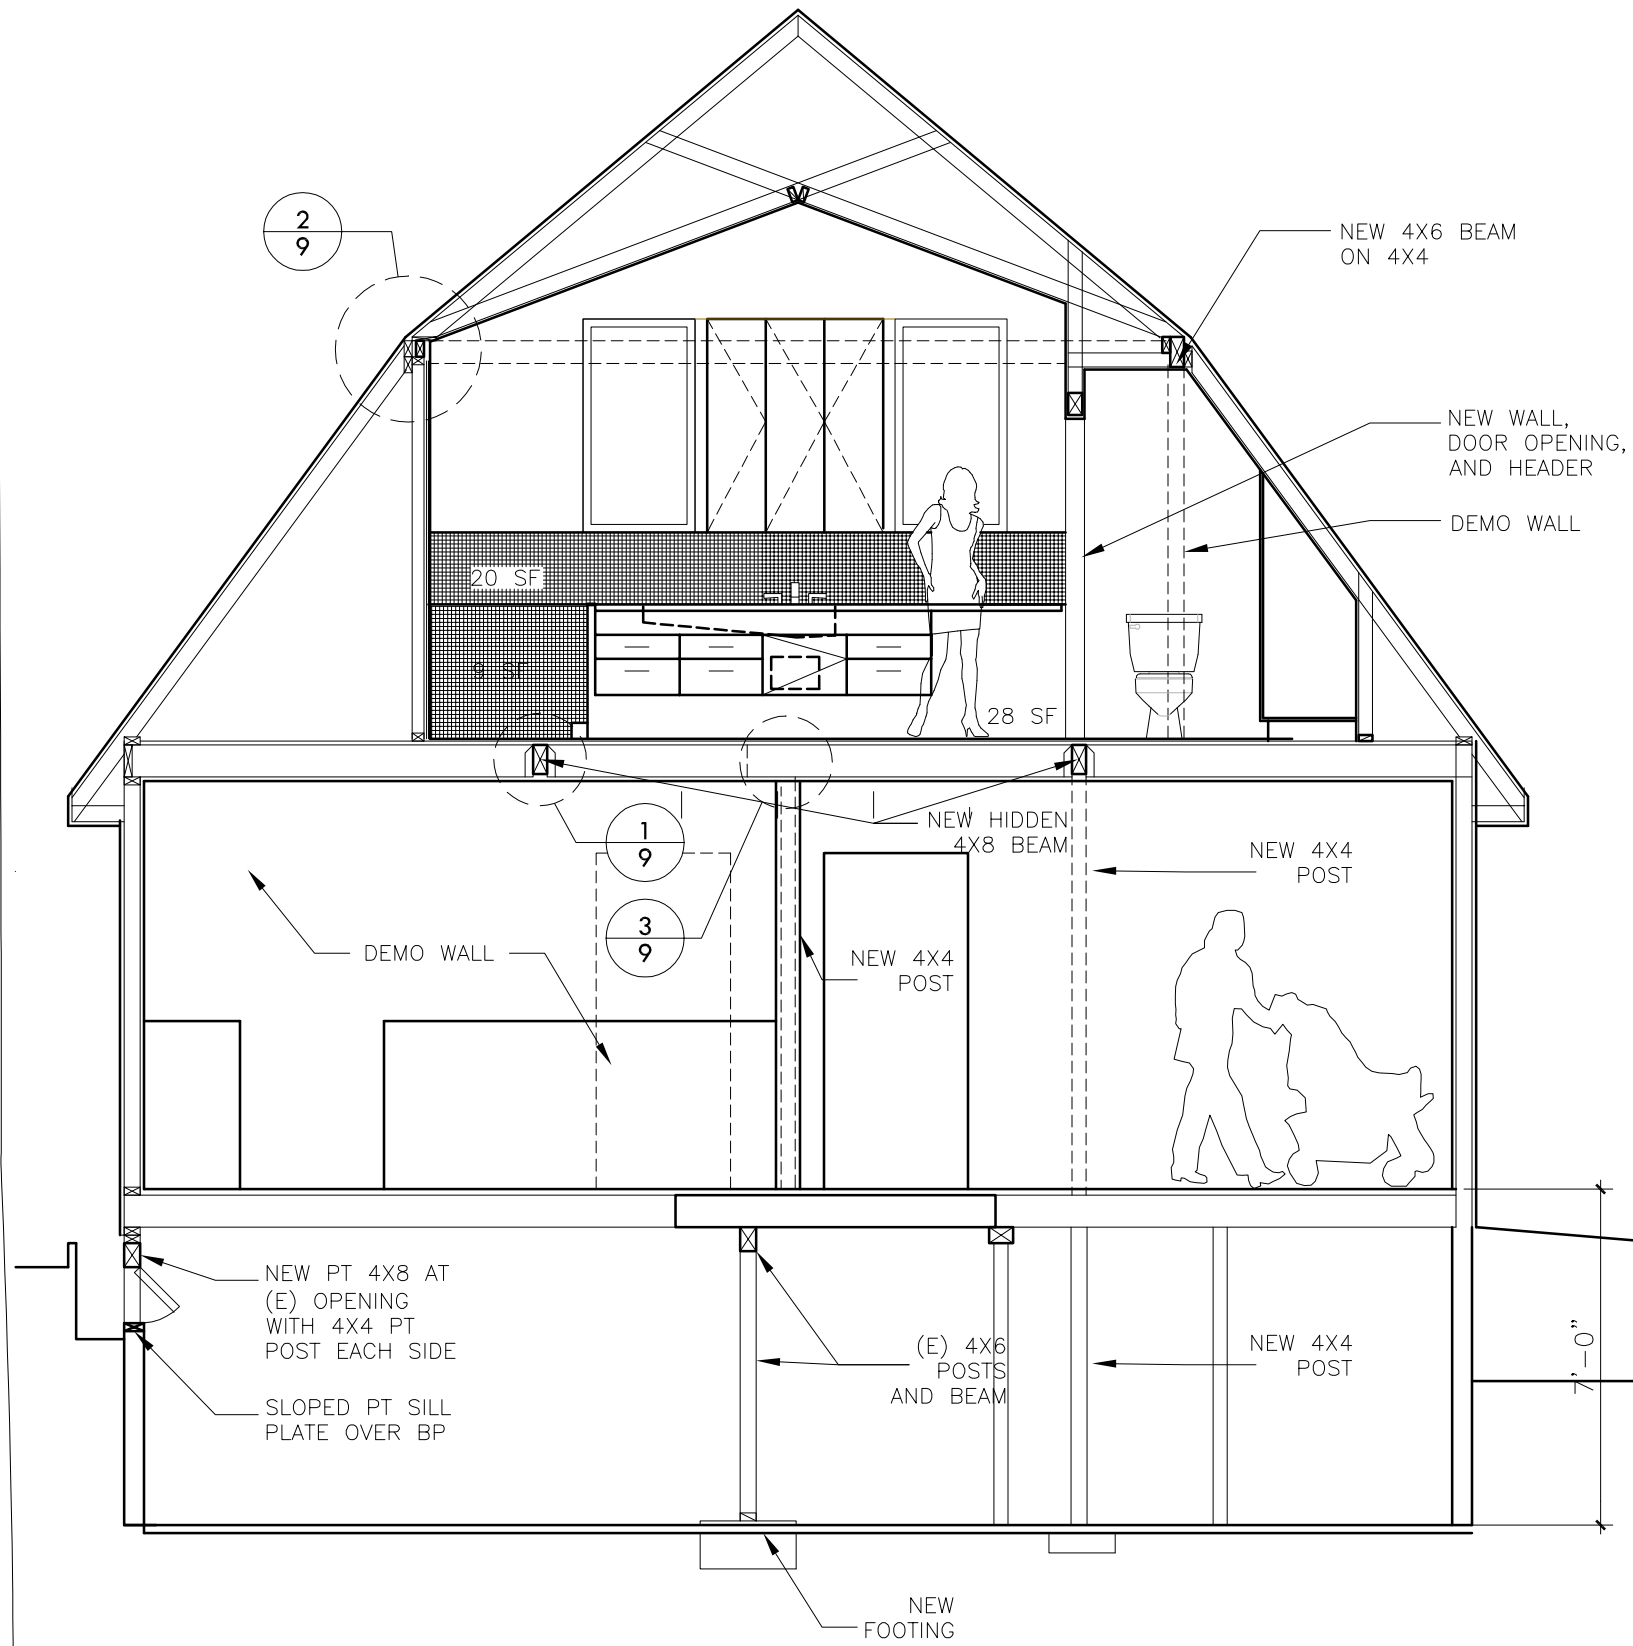 2
9
NEW 4X6 BEAM
ON 4X4
NEW WALL,
DOOR OPENING,
AND HEADER
DEMO WALL
20 SF
9 SF
28 SF
1
9
NEW HIDDEN
4X8 BEAM
NEW 4X4
POST
3
9
DEMO WALL
NEW 4X4
POST
NEW PT 4X8 AT
(E) OPENING
WITH 4X4 PT
POST EACH SIDE
SLOPED PT SILL
PLATE OVER BP
(E) 4X6
POSTS
AND BEAM
NEW 4X4
POST
7'-0"
NEW
FOOTING